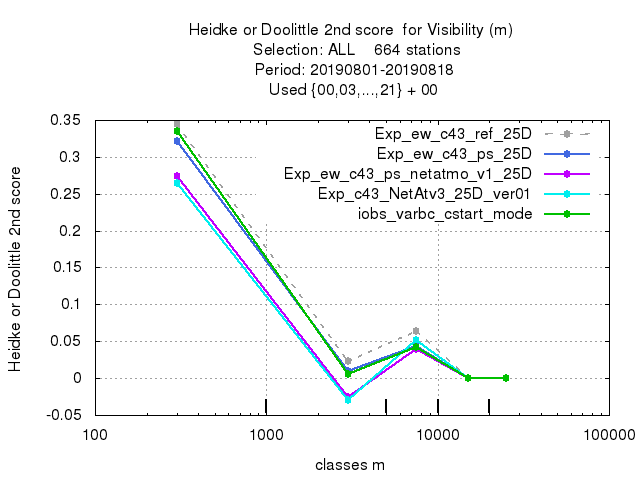 Heidke or Doolittle 2nd score  for Visibility (m)
Selection: ALL    664 stations
Period: 20190801-20190818
Used {00,03,...,21} + 00
Heidke or Doolittle 2nd score
0.35
0.3
0.25
0.2
0.15
0.1
0.05
0
-0.05
Exp_ew_c43_ref_25D
Exp_ew_c43_ps_25D
Exp_ew_c43_ps_netatmo_v1_25D
Exp_c43_NetAtv3_25D_ver01
iobs_varbc_cstart_mode
100 1000 10000 100000
classes m